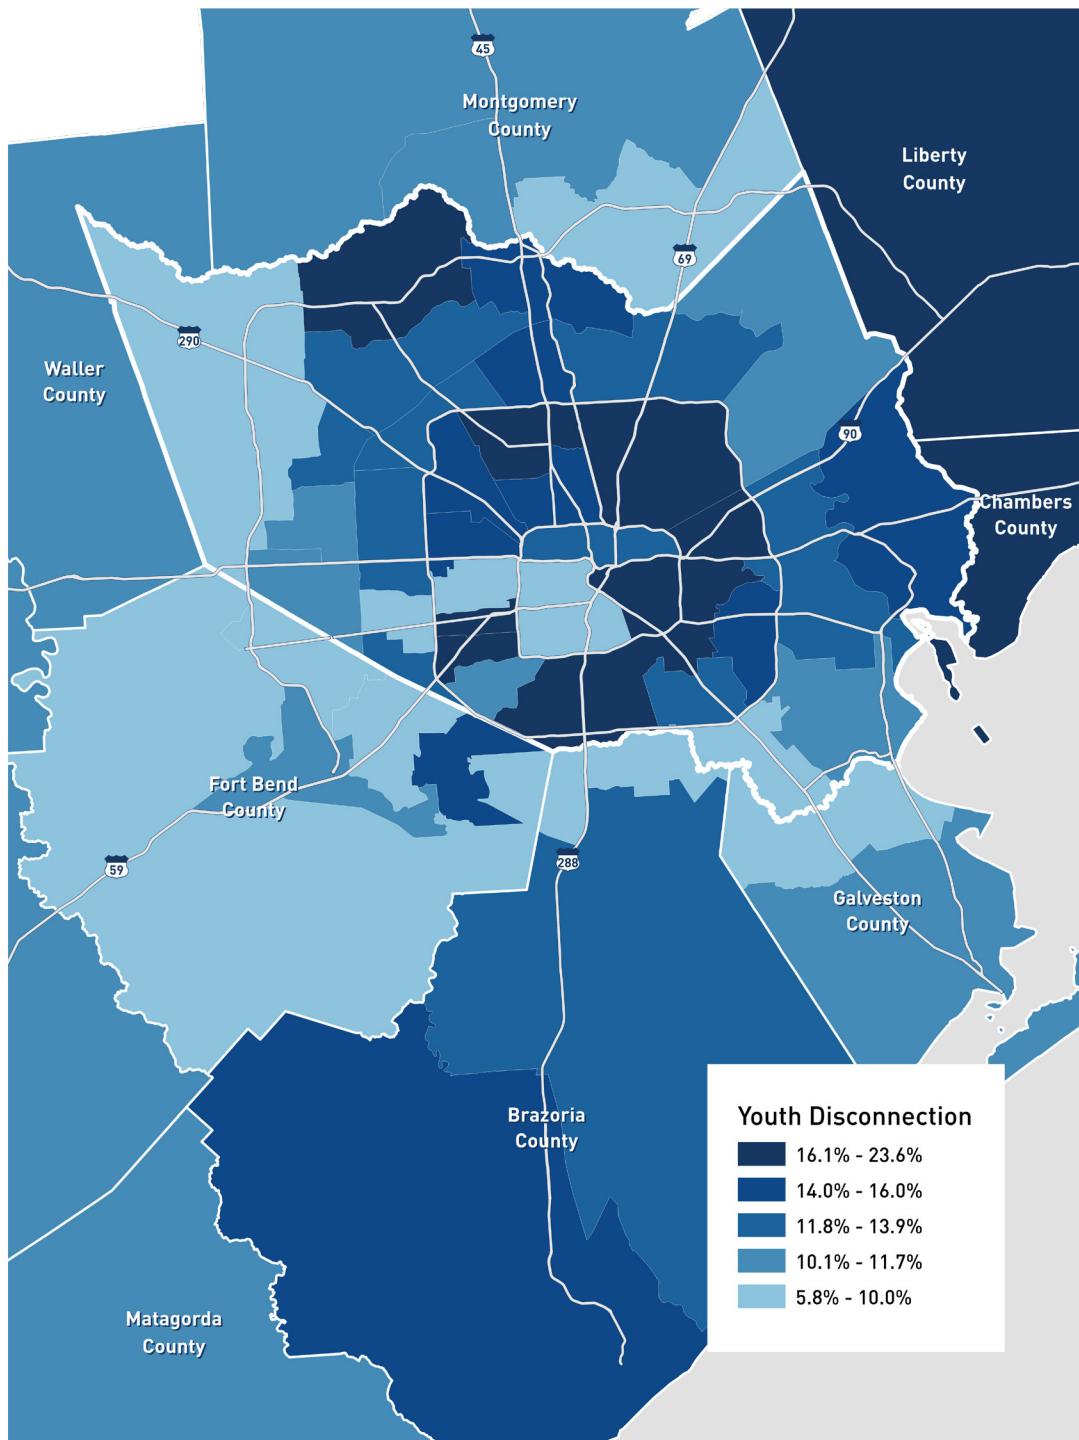 45
Montgomery
County
Liberty
County
69
290
Waller
County
90
Chambers
County
Fort Bend
County
59
288
Galveston
County
Brazoria
County
Matagorda
County
Youth Disconnection
16.1% - 23.6%
14.0% - 16.0%
11.8% - 13.9%
10.1% - 11.7%
5.8% - 10.0%